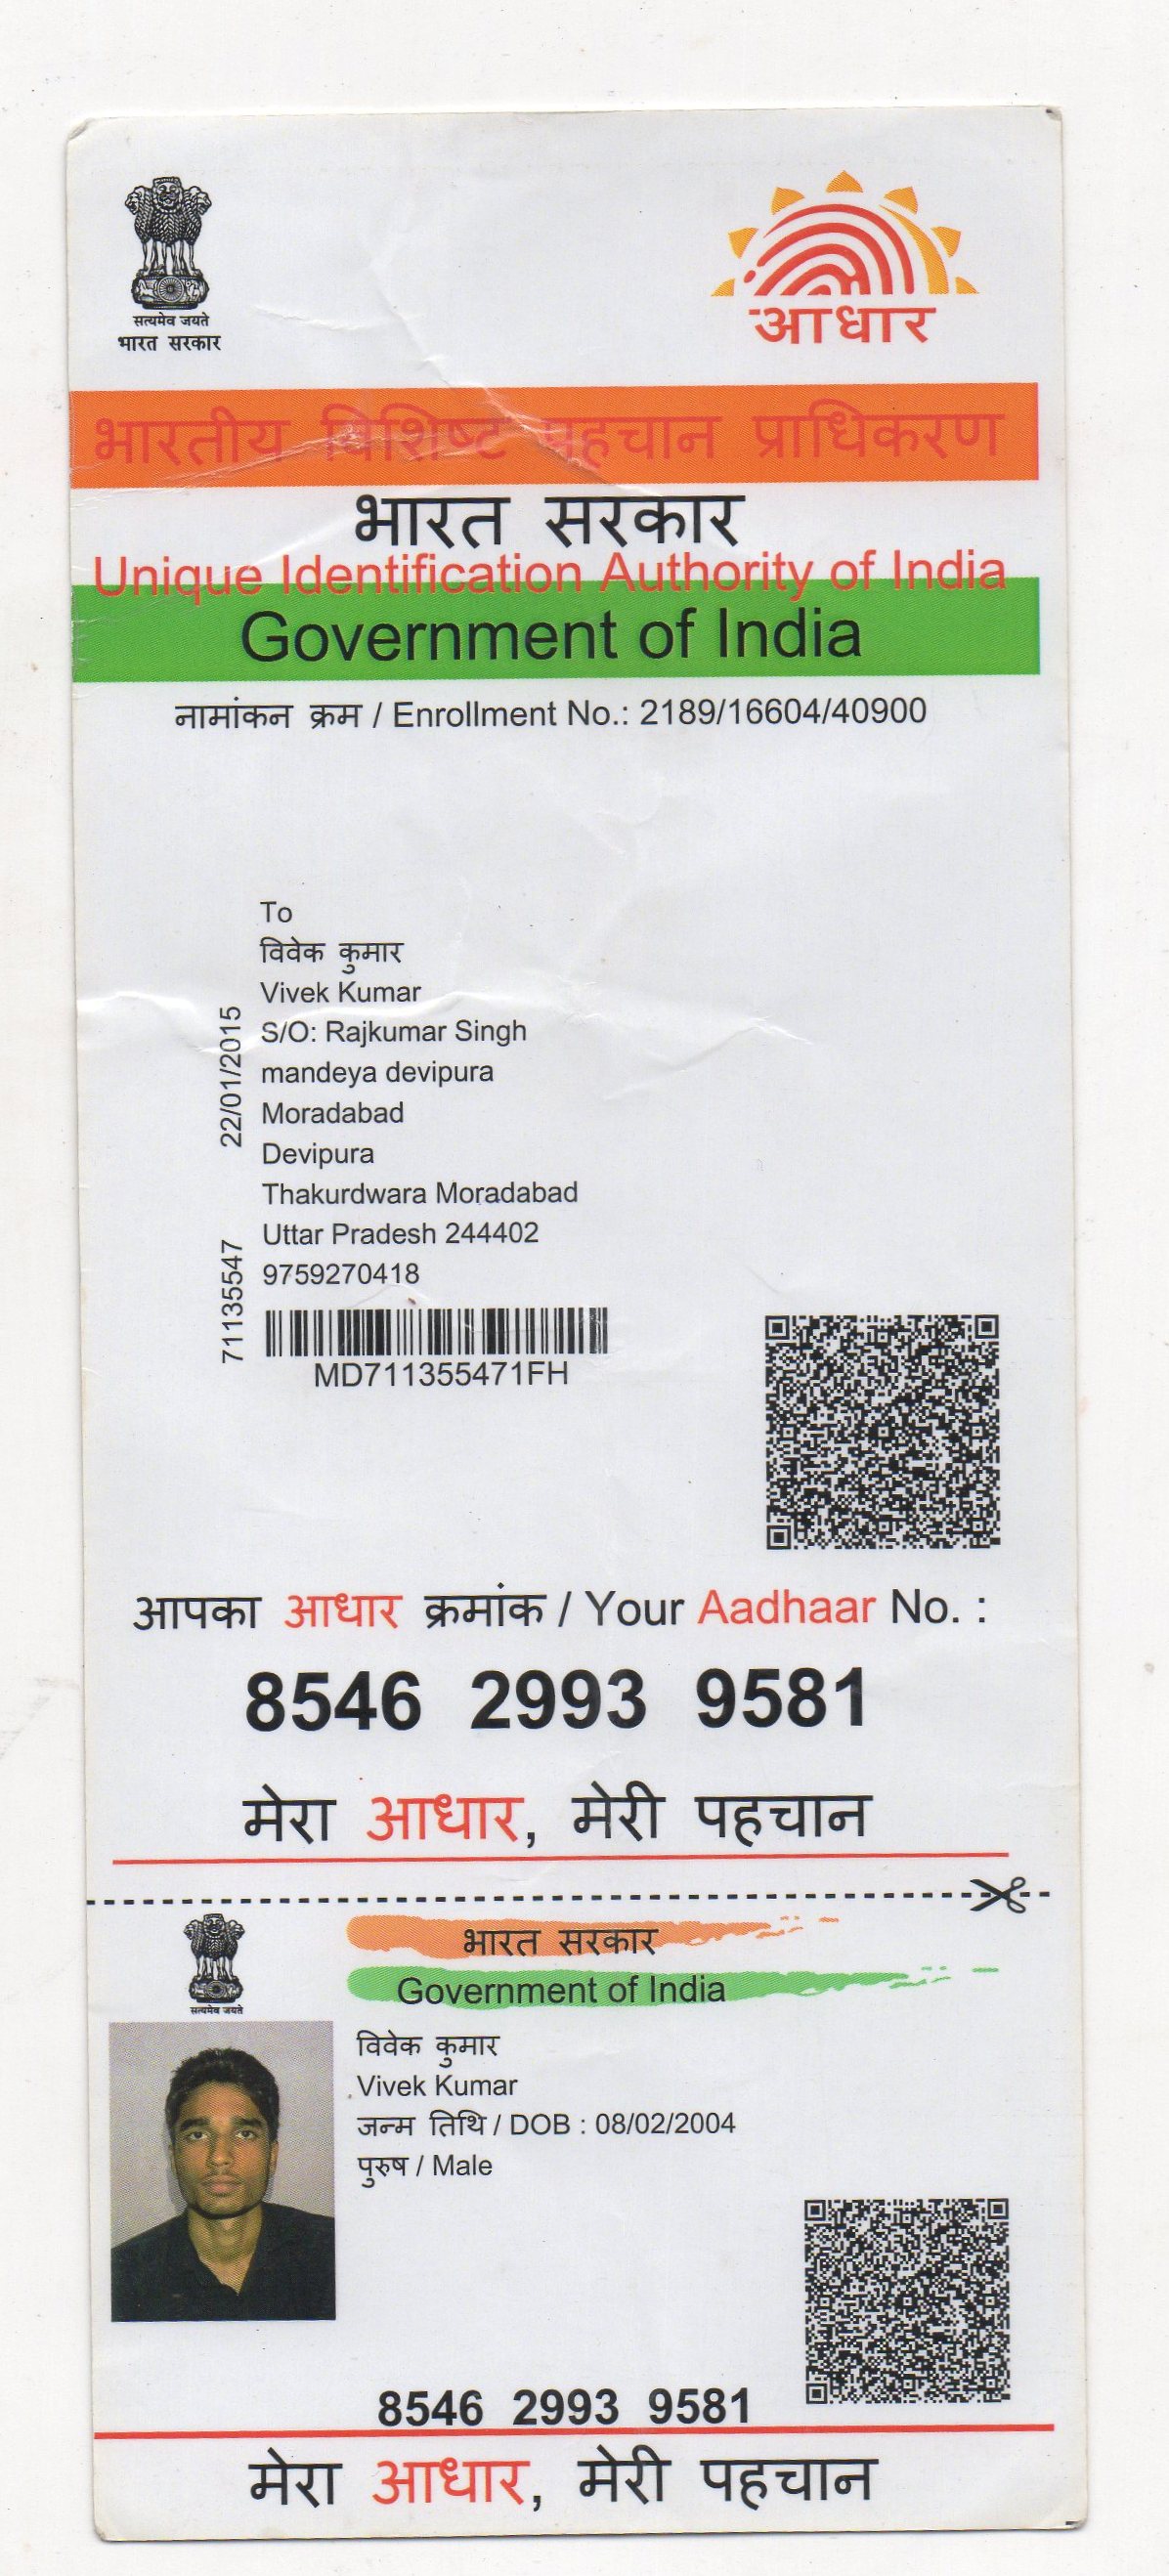 सत्यमेव जयते
भारत सरकार
आधार
भारतीय विशिष्ट पहचान प्राधिकरण
भारत सरकार
Unique Identification Authority of India
Government of India
नामांकन क्रम / Enrollment No.: 2189/16604/40900
To
विवेक कुमार
Vivek Kumar
S/O: Rajkumar Singh
mandeya devipura
Moradabad
Devipura
Thakurdwara Moradabad
Uttar Pradesh 244402
9759270418
22/01/2015
71135547
MD711355471FH
आपका आधार क्रमांक / Your Aadhaar No. :
8546 2993 9581
मेरा आधार, मेरी पहचान
सत्यमेव जयते
भारत सरकार
Government of India
विवेक कुमार
Vivek Kumar
जन्म तिथि / DOB : 08/02/2004
पुरुष / Male
8546 2993 9581
मेरा आधार, मेरी पहचान